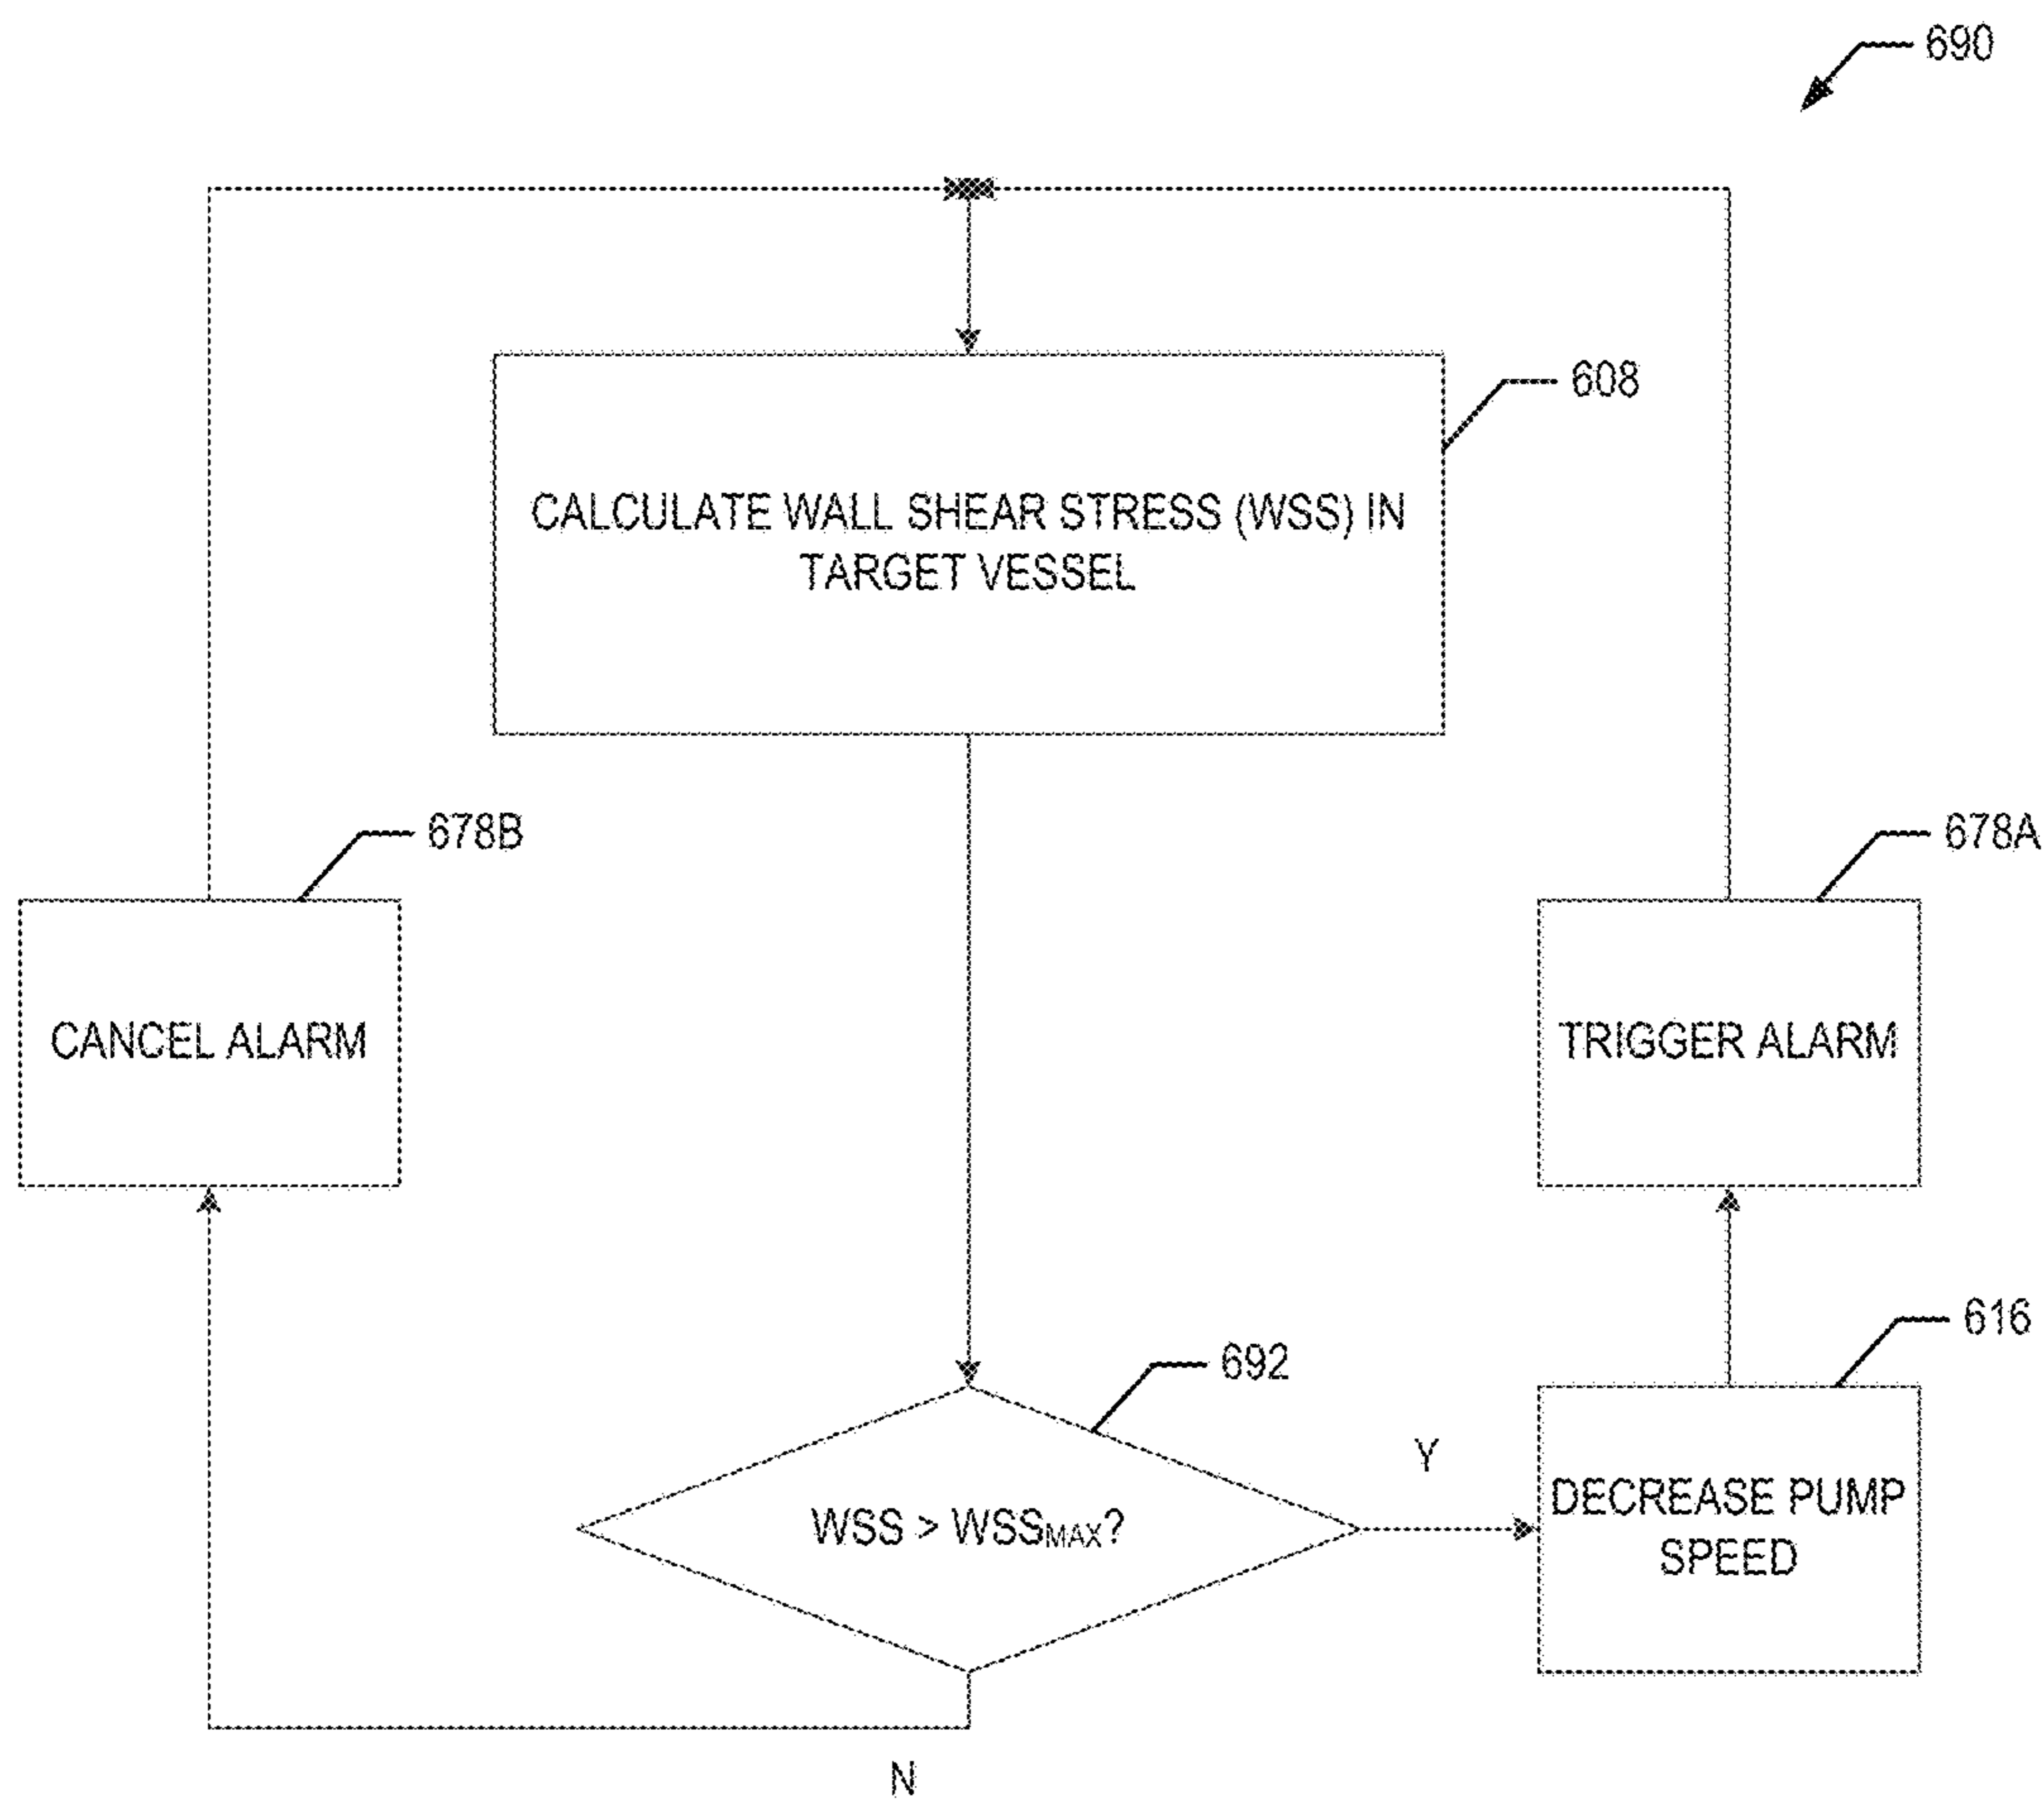 690
608
CALCULATE WALL SHEAR STRESS (WSS) IN
TARGET VESSEL
678B
678A
CANCEL ALARM
TRIGGER ALARM
616
692
Y
DECREASE PUMP
SPEED
WSS > WSSMAX?
N